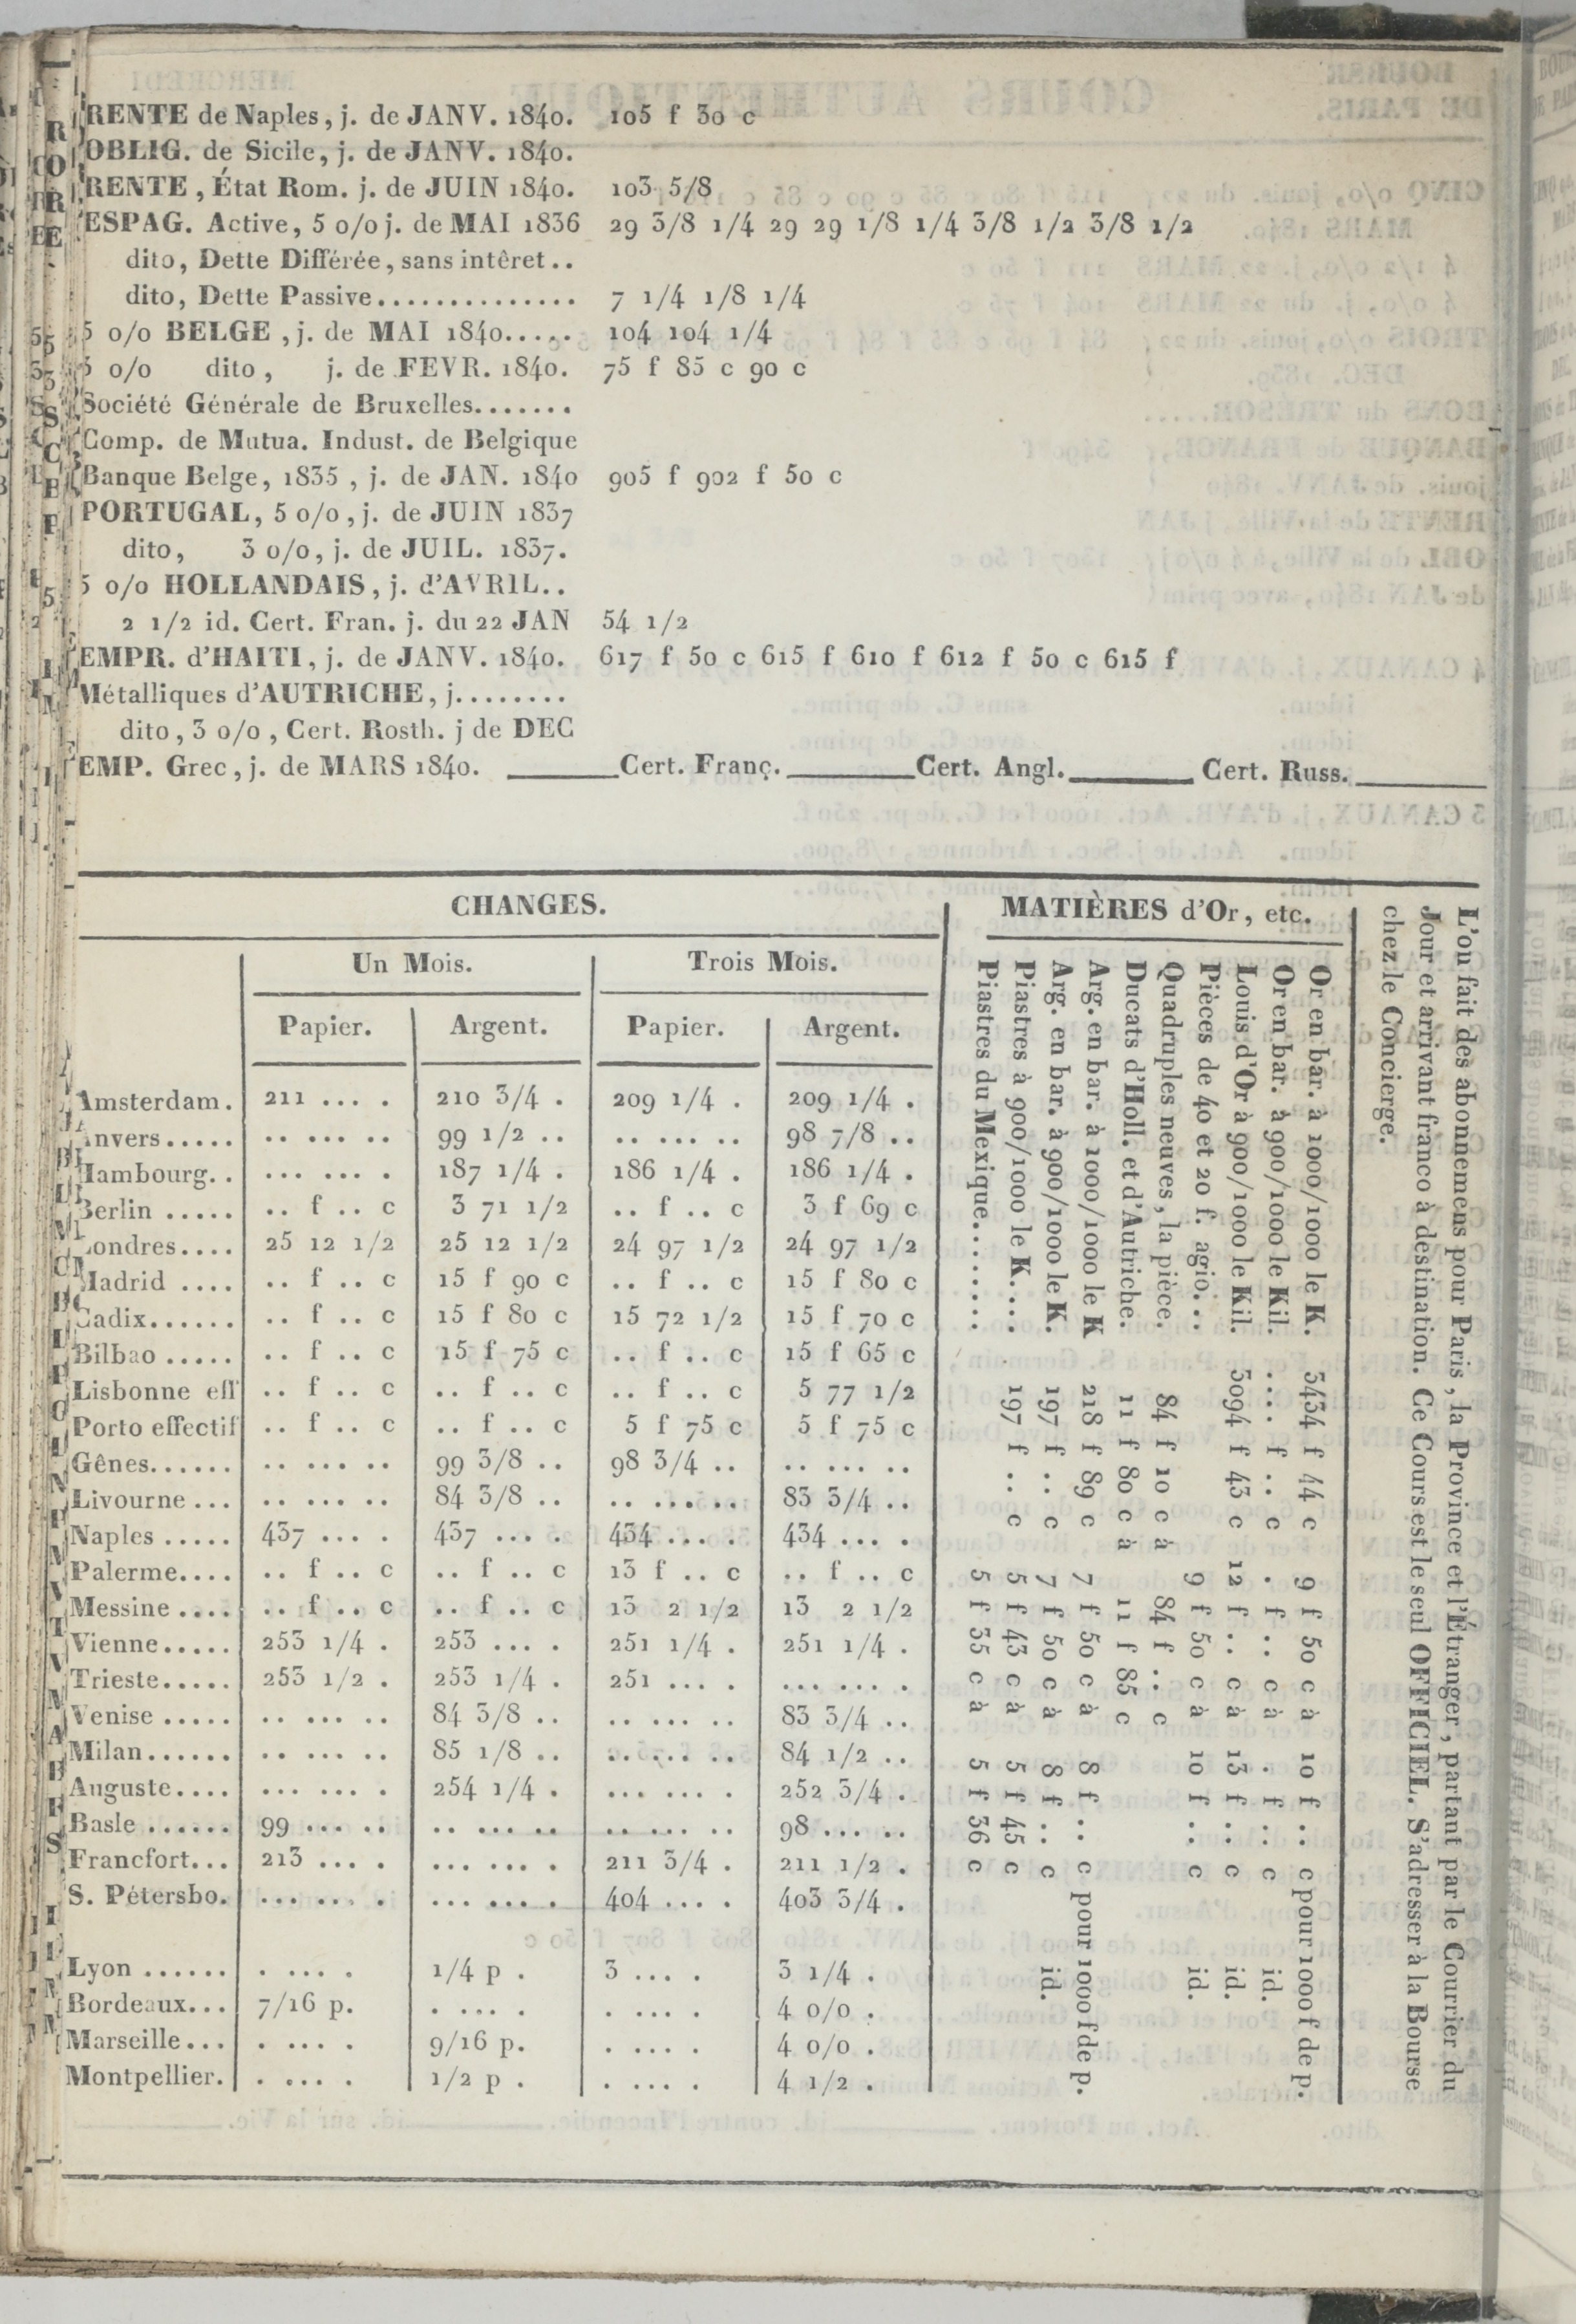 RENTE de Naples, j. de JANV. 1840. 105 f 30 c
OBLIG. de Sicile, j. de JANV. 1840.
RENTE, État Rom. j. de JUIN 1840. 103 5/8
ESPAG. Active, 5 o/o j. de MAI 1836 29 3/8 1/4 29 29 1/8 1/4 3/8 1/2 3/8 1/2
dito, Dette Différée, sans intêret..
dito, Dette Passive.............. 7 1/4 1/8 1/4
5 o/o BELGE, j. de MAI 1840..... 104 104 1/4
o/o dito, j. de FEVR. 1840. 75 f 85 c 90 c
Société Générale de Bruxelles.......
Comp. de Mutua. Indust. de Belgique
Banque Belge, 1835, j. de JAN. 1840 905 f 902 f 50 c
PORTUGAL, 5 o/o, j. de JUIN 1837
dito, 3 o/o, j. de JUIL. 1837.
5 o/o HOLLANDAIS, j. d'AVRIL..
2 1/2 id. Cert. Fran. j. du 22 JAN 54 1/2
EMPR. d'HAITI, j. de JANV. 1840. 617 f 50 c 615 f 610 f 612 f 50 c 615 f
Métalliques d'AUTRICHE, j........
dito, 3 o/o, Cert. Rosth. j de DEC
EMP. Grec, j. de MARS 1840. ______Cert. Franç.______Cert. Angl.______ Cert. Russ.______
CHANGES.
Un Mois. Trois Mois.
Papier. Argent. Papier. Argent.
Amsterdam. 211 ... . 210 3/4 . 209 1/4 . 209 1/4 .
Anvers..... .. ... .. 99 1/2 .. .. ... .. 98 7/8 ..
Hambourg.. ... ... . 187 1/4 . 186 1/4 . 186 1/4 .
Berlin ..... .. f .. c 3 71 1/2 .. f .. c 3 f 69 c
Londres.... 25 12 1/2 25 12 1/2 24 97 1/2 24 97 1/2
Madrid .... .. f .. c 15 f 90 c .. f .. c 15 f 80 c
Cadix...... .. f .. c 15 f 80 c 15 72 1/2 15 f 70 c
Bilbao ..... .. f .. c 15 f 75 c .. f .. c 15 f 65 c
Lisbonne eff .. f .. c .. f .. c .. f .. c 5 77 1/2
Porto effectif .. f .. c .. f .. c 5 f 75 c 5 f 75 c
Gênes...... .. ... .. 99 3/8 .. 98 3/4 .. .. ... ..
Livourne ... .. ... .. 84 3/8 .. .. ... .. 83 3/4 ..
Naples ..... 437 ... . 437 ... . 434 ... . 434 ... .
Palerme.... .. f .. c .. f .. c 13 f .. c .. f .. c
Messine .... .. f .. c .. f .. c 13 2 1/2 13 2 1/2
Vienne..... 253 1/4 . 253 ... . 251 1/4 . 251 1/4 .
Trieste..... 253 1/2 . 253 1/4 . 251 ... . ... ... .
Venise ..... .. ... .. 84 3/8 .. .. ... .. 83 3/4 ..
Milan...... .. ... .. 85 1/8 .. .. ... .. 84 1/2 ..
Auguste.... ... ... . 254 1/4 . ... ... . 252 3/4 .
Basle ...... 99 ... .. .. ... .. .. ... .. 98 ... ..
Francfort... 213 ... . ... ... . 211 3/4 . 211 1/2 .
S. Pétersbo. ... ... . ... ... . 404 ... . 403 3/4 .
Lyon ...... . ... . 1/4 p . 3 ... . 3 1/4 .
Bordeaux... 7/16 p. . ... . . ... . 4 o/o .
Marseille... . ... . 9/16 p. . ... . 4 o/o .
Montpellier. . ... . 1/2 p . . ... . 4 1/2 .
MATIÈRES d'Or, etc.
Or en bar. à 1000/1000 le K. 3434 f 44 c 9 f 50 c à 10 f .. c pour 1000 f de p.
Or en bar. à 900/1000 le Kil. .... f .. c . f .. c à . f .. c id.
Louis d'Or à 900/1000 le Kil. 3094 f 43 c 12 f .. c à 13 f .. c id.
Pièces de 40 et 20 f. agio... 9 f 50 c à 10 f .. c id.
Quadruples neuves, la pièce. 84 f 10 c à 84 f .. c
Ducats d'Holl. et d'Autriche. 11 f 80 c à 11 f 85 c
Arg. en bar. à 1000/1000 le K 218 f 89 c 7 f 50 c à 8 f .. c pour 1000 f de p.
Arg. en bar. à 900/1000 le K. 197 f .. c 7 f 50 c à 8 f .. c id.
Piastres à 900/1000 le K.... 197 f .. c 5 f 43 c à 5 f 45 c
Piastres du Mexique........ 5 f 35 c à 5 f 36 c
L'on fait des abonnemens pour Paris, la Province et l'Étranger, partant par le Courrier du
Jour et arrivant franco à destination. Ce Cours est le seul OFFICIEL. S'adresser à la Bourse
chez le Concierge.